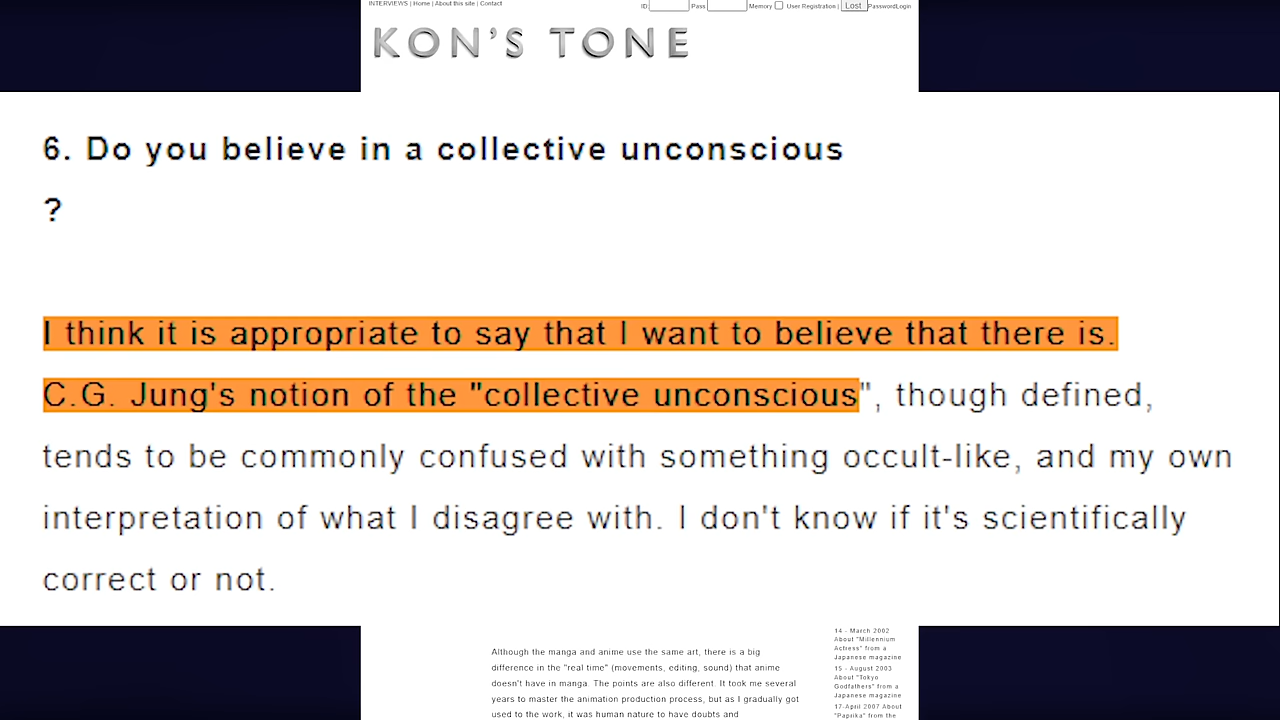 INTERVIEWS | Home | About this site | Contact
ID Pass Memory User Registration | Lost PasswordLogin
KON'S TONE
6. Do you believe in a collective unconscious
?
I think it is appropriate to say that I want to believe that there is.
C.G. Jung's notion of the "collective unconscious", though defined,
tends to be commonly confused with something occult-like, and my own
interpretation of what I disagree with. I don't know if it's scientifically
correct or not.
Although the manga and anime use the same art, there is a big
difference in the "real time" (movements, editing, sound) that anime
doesn't have in manga. The points are also different. It took me several
years to master the animation production process, but as I gradually got
used to the work, it was human nature to have doubts and
14 - March 2002
About "Millennium
Actress" from a
Japanese magazine
15 - August 2003
About "Tokyo
Godfathers" from a
Japanese magazine
17-April 2007 About
"Paprika" from the